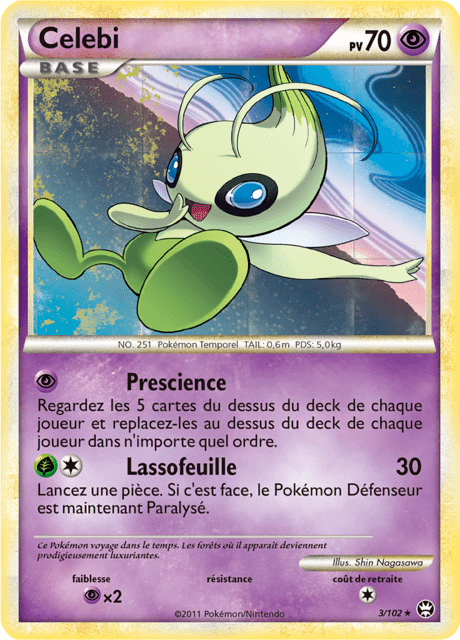 Celebi
PV 70
BASE
NO. 251 Pokémon Temporel TAIL: 0,6m PDS: 5,0kg
Prescience
Regardez les 5 cartes du dessus du deck de chaque
joueur et replacez-les au dessus du deck de chaque
joueur dans n'importe quel ordre.
Lassofeuille 30
Lancez une pièce. Si c'est face, le Pokémon Défenseur
est maintenant Paralysé.
Ce Pokémon voyage dans le temps. Les forêts où il apparaît deviennent
prodigieusement luxuriantes.
Illus. Shin Nagasawa
faiblesse résistance coût de retraite
×2
©2011 Pokémon/Nintendo
3/102 ★